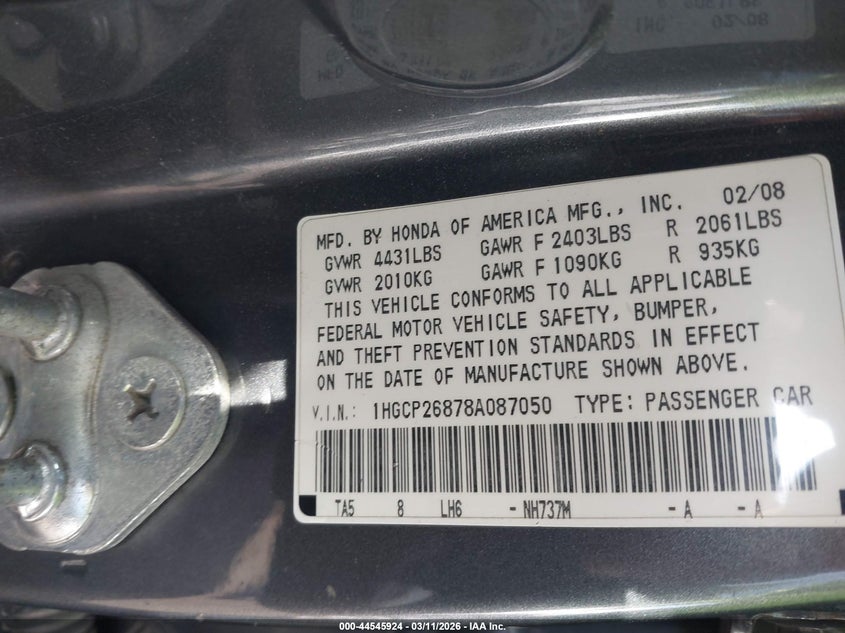 MFD. BY HONDA OF AMERICA MFG., INC. 02/08
GVWR 4431LBS GAWR F 2403LBS R 2061LBS
GVWR 2010KG GAWR F 1090KG R 935KG
THIS VEHICLE CONFORMS TO ALL APPLICABLE
FEDERAL MOTOR VEHICLE SAFETY, BUMPER,
AND THEFT PREVENTION STANDARDS IN EFFECT
ON THE DATE OF MANUFACTURE SHOWN ABOVE.
V.I.N.: 1HGCP26878A087050 TYPE: PASSENGER CAR
TA5 8 LH6 - NH737M - A - A
000-44545924 - 03/11/2026 - IAA Inc.